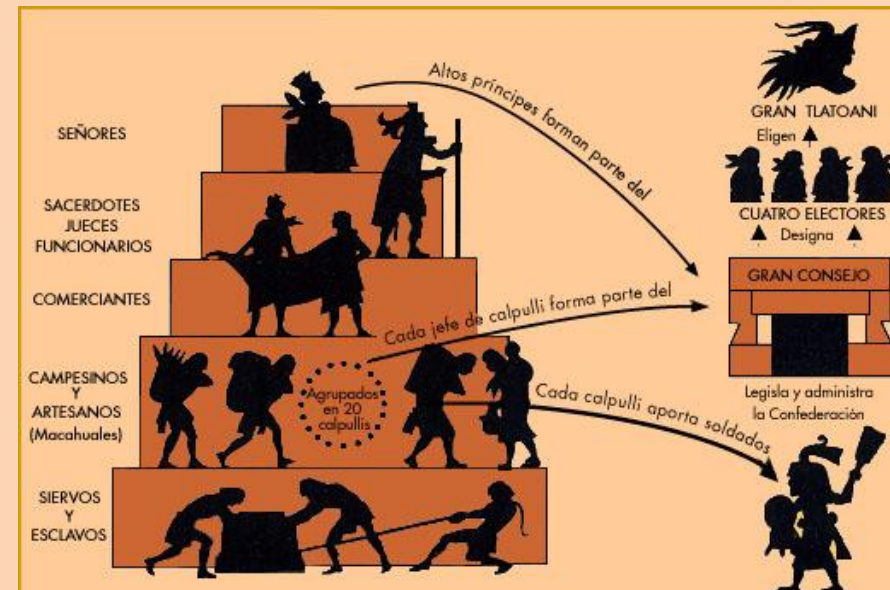 SEÑORES
SACERDOTES
JUECES
FUNCIONARIOS
COMERCIANTES
CAMPESINOS
Y
ARTESANOS
(Macahuales)
SIERVOS
Y
ESCLAVOS
Agrupados
en 20
calpullis
Altos príncipes forman parte del
Cada jefe de calpulli forma parte del
Cada calpulli aporta soldados
GRAN TLATOANI
Eligen
CUATRO ELECTORES
Designa
GRAN CONSEJO
Legisla y administra
la Confederación